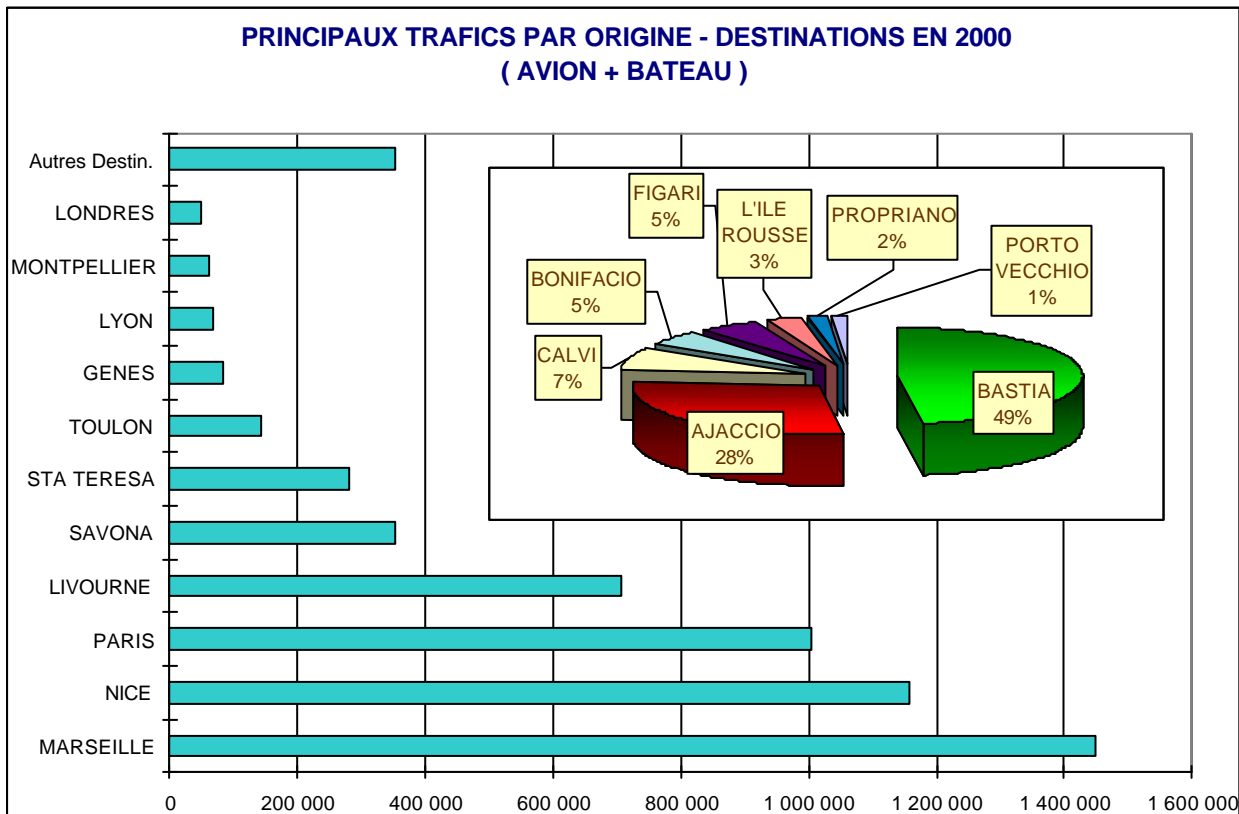 PRINCIPAUX TRAFICS PAR ORIGINE - DESTINATIONS EN 2000
( AVION + BATEAU )
Autres Destin.
LONDRES
MONTPELLIER
LYON
GENES
TOULON
STA TERESA
SAVONA
LIVOURNE
PARIS
NICE
MARSEILLE
0
200 000
400 000
600 000
800 000
1 000 000
1 200 000
1 400 000
1 600 000
FIGARI
5%
L'ILE
ROUSSE
3%
PROPRIANO
2%
PORTO
VECCHIO
1%
BONIFACIO
5%
CALVI
7%
AJACCIO
28%
BASTIA
49%